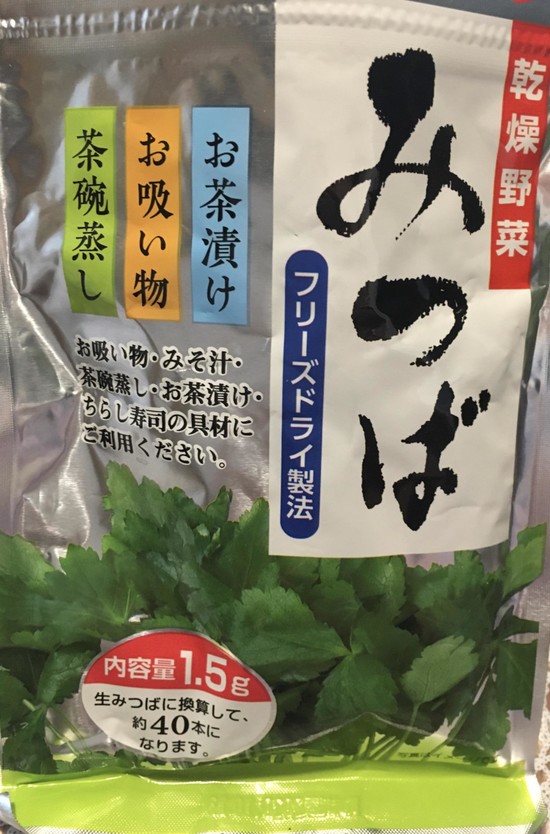 乾燥野菜
みつば
フリーズドライ製法
お茶漬け
お吸い物
茶碗蒸し
お吸い物・みそ汁・
茶碗蒸し・お茶漬け・
ちらし寿司の具材に
ご利用ください。
内容量1.5g
生みつばに換算して、
約40本に
なります。